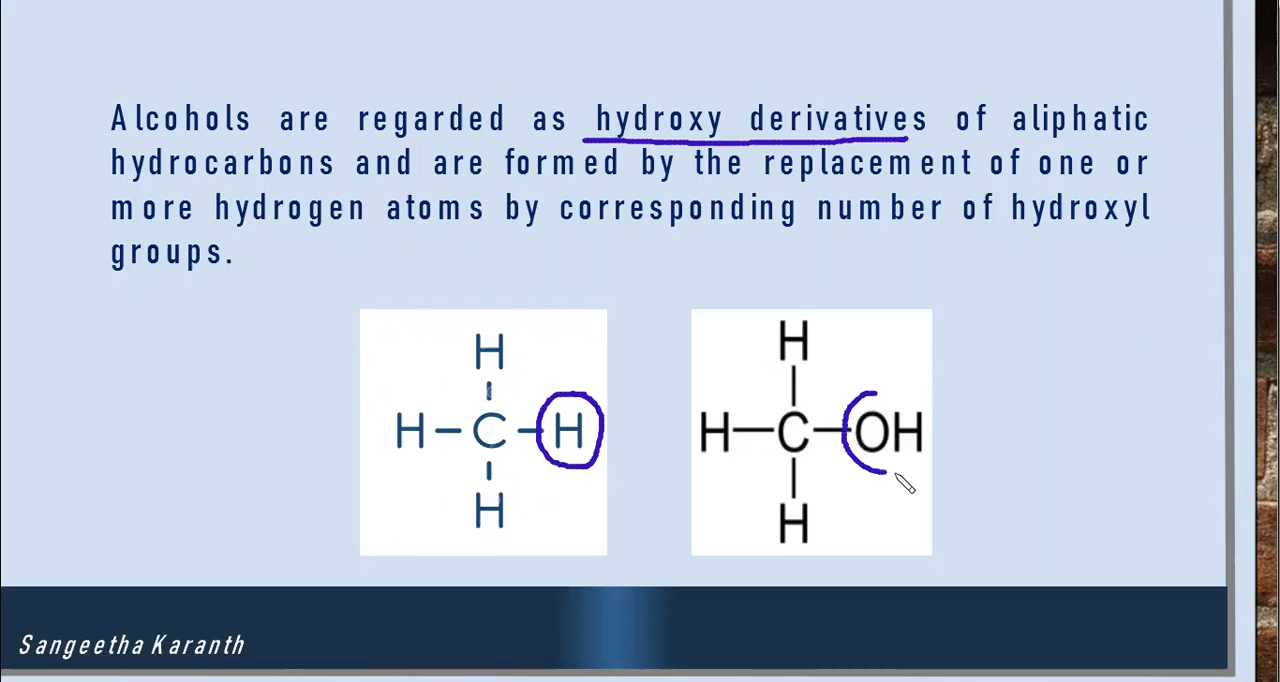 Alcohols are regarded as hydroxy derivatives of aliphatic
hydrocarbons and are formed by the replacement of one or
more hydrogen atoms by corresponding number of hydroxyl
groups.
H
H
H-C-H
H—C—OH
H
H
Sangeetha Karanth